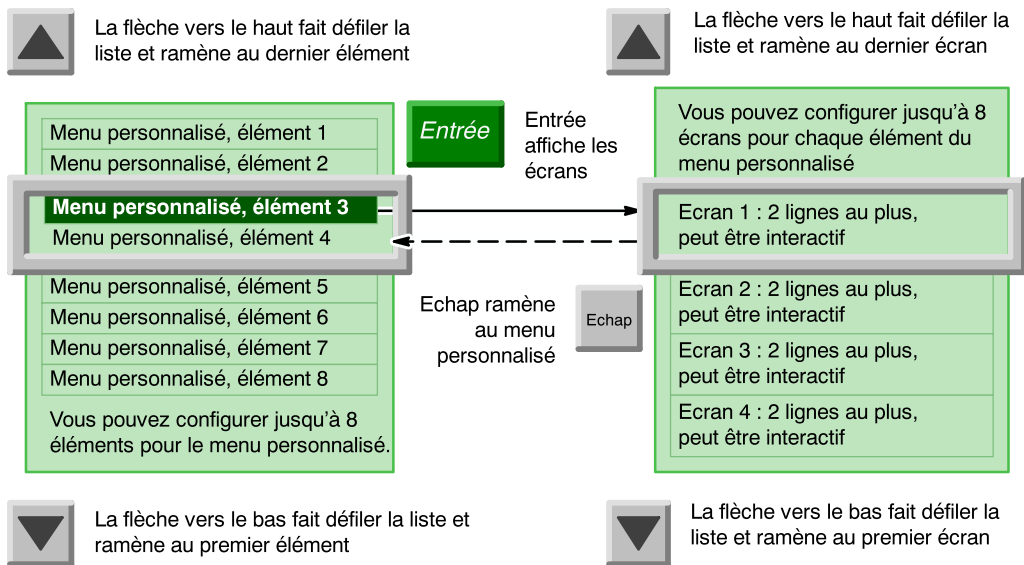 La flèche vers le haut fait défiler la
liste et ramène au dernier élément
La flèche vers le haut fait défiler la
liste et ramène au dernier écran
Menu personnalisé, élément 1
Menu personnalisé, élément 2
Menu personnalisé, élément 3
Menu personnalisé, élément 4
Menu personnalisé, élément 5
Menu personnalisé, élément 6
Menu personnalisé, élément 7
Menu personnalisé, élément 8
Vous pouvez configurer jusqu'à 8
éléments pour le menu personnalisé.
Entrée
Entrée
affiche les
écrans
Echap ramène
au menu
personnalisé
Echap
Vous pouvez configurer jusqu'à 8
écrans pour chaque élément du
menu personnalisé
Ecran 1 : 2 lignes au plus,
peut être interactif
Ecran 2 : 2 lignes au plus,
peut être interactif
Ecran 3 : 2 lignes au plus,
peut être interactif
Ecran 4 : 2 lignes au plus,
peut être interactif
La flèche vers le bas fait défiler la liste et
ramène au premier élément
La flèche vers le bas fait défiler la
liste et ramène au premier écran